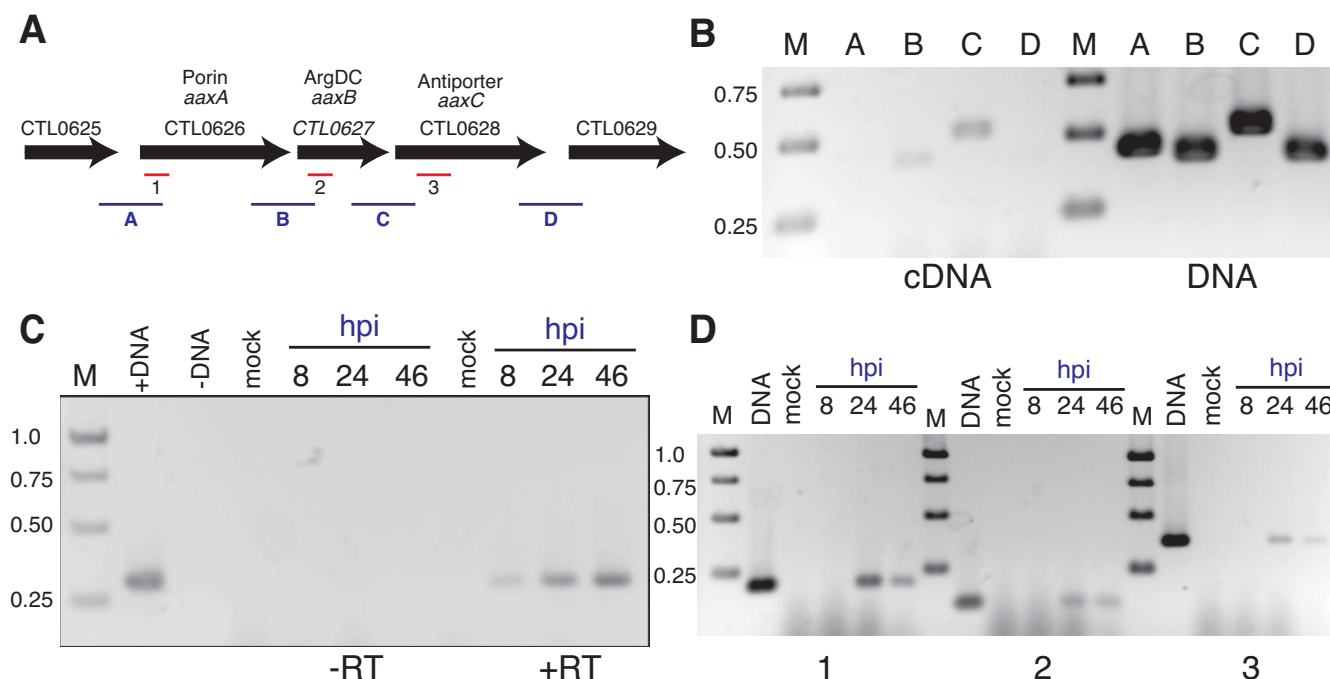 A
Porin
aaxA
ArgDC
aaxB
Antiporter
aaxC
CTL0625
CTL0626
CTL0627
CTL0628
CTL0629
1
2
3
A
B
C
D
B
M A B C D M A B C D
0.75
0.50
0.25
cDNA DNA
C
hpi hpi
M +DNA -DNA mock 8 24 46 mock 8 24 46
1.0
0.75
0.50
0.25
-RT +RT
D
hpi hpi hpi
M DNA mock 8 24 46 M DNA mock 8 24 46 M DNA mock 8 24 46
1.0
0.75
0.50
0.25
1 2 3